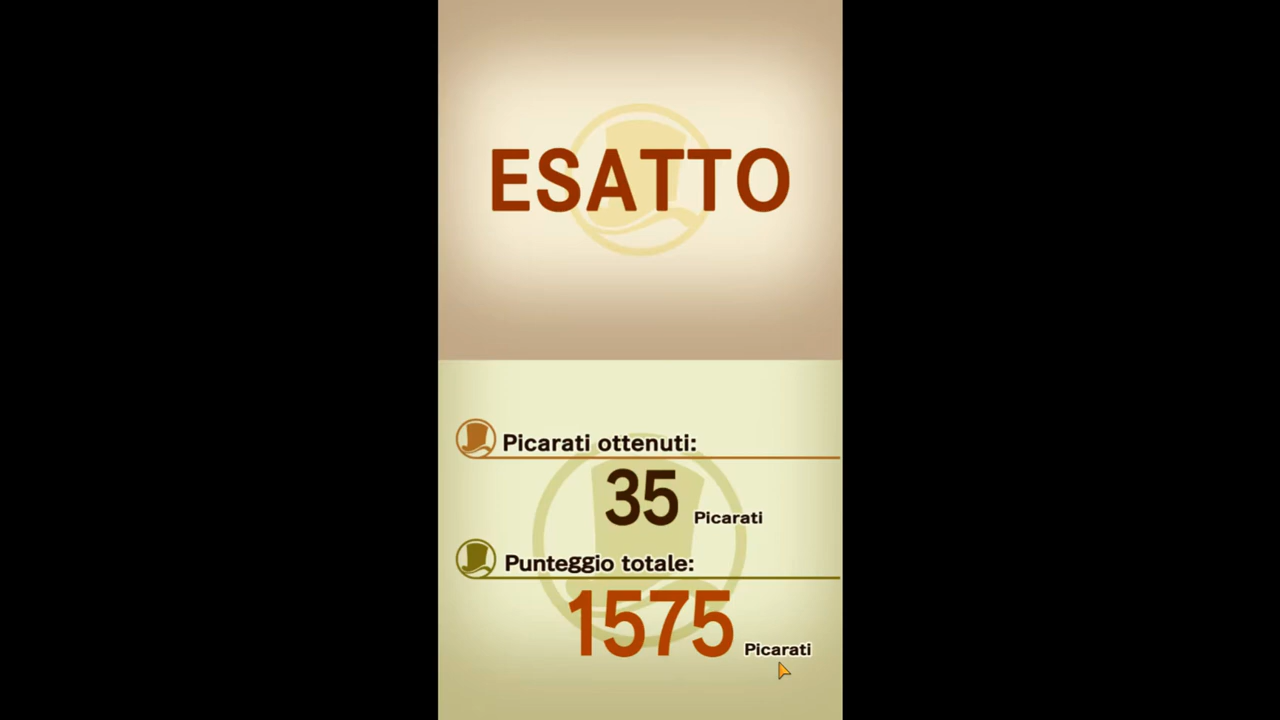 ESATTO
Picarati ottenuti:
35 Picarati
Punteggio totale:
1575 Picarati